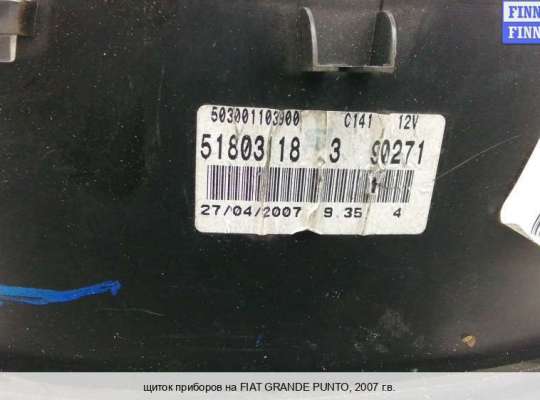 FINN
FINN
503001103900 C141 12V
51803118 3 90271
27/04/2007 9.35 4
щиток приборов на FIAT GRANDE PUNTO, 2007 г.в.